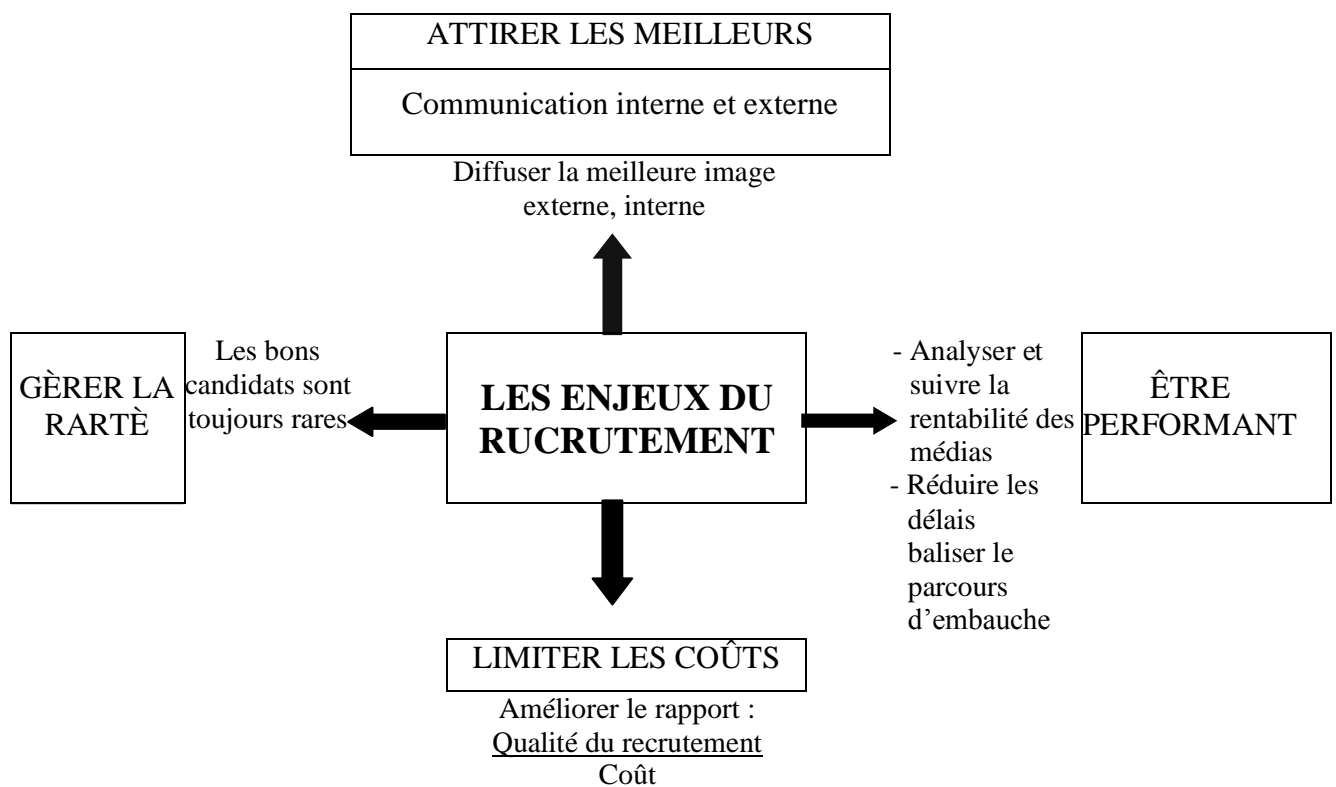 ATTIRER LES MEILLEURS
Communication interne et externe
Diffuser la meilleure image
externe, interne
GÈRER LA
RARTÈ
Les bons
candidats sont
toujours rares
LES ENJEUX DU
RUCRUTEMENT
- Analyser et
suivre la
rentabilité des
médias
- Réduire les
délais
baliser le
parcours
d’embauche
ÊTRE
PERFORMANT
LIMITER LES COÛTS
Améliorer le rapport :
Qualité du recrutement
Coût